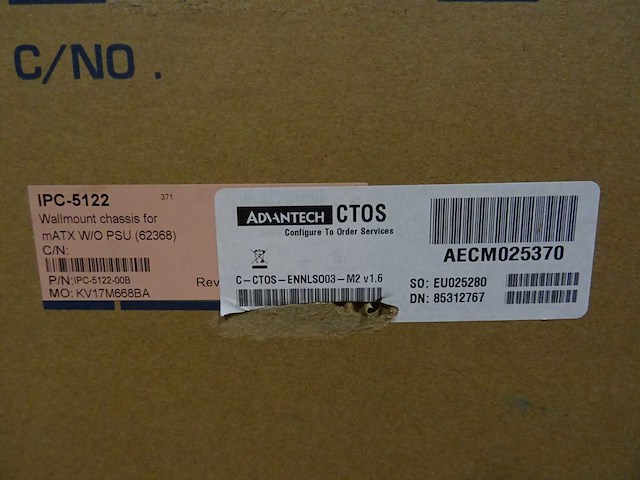 C/NO.
IPC-5122
371
Wallmount chassis for
mATX W/O PSU (62368)
C/N:
P/N:IPC-5122-00B
Rev
MO: KV17M668BA
ADVANTECH CTOS
Configure To Order Services
C-CTOS-ENNLS003-M2 v1.6
AECM025370
SO: EU025280
DN: 85312767